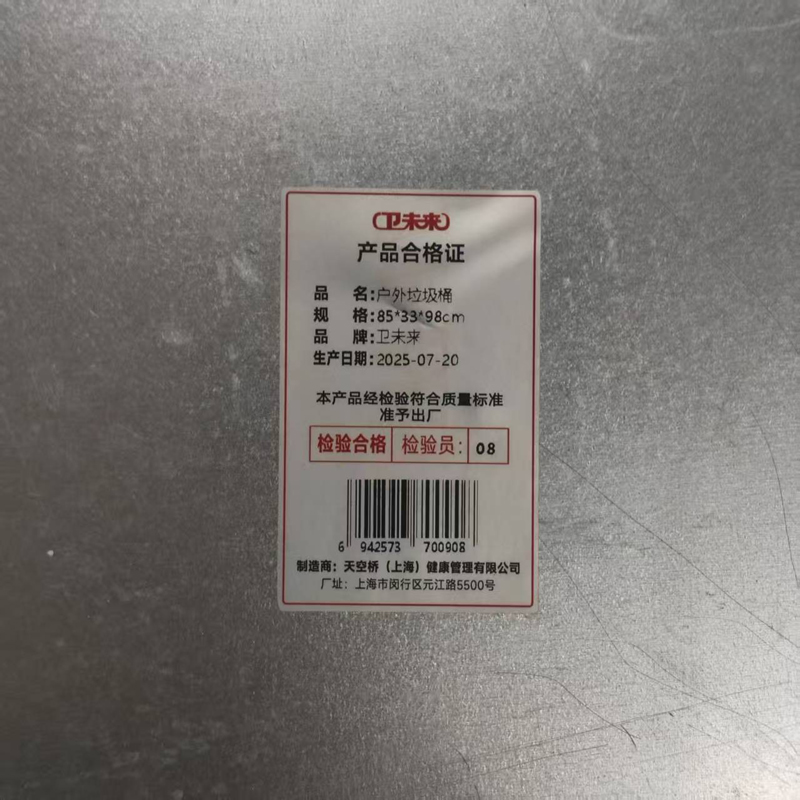 卫未来
产品合格证
品 名:户外垃圾桶
规 格:85*33*98cm
品 牌:卫未来
生产日期:2025-07-20
本产品经检验符合质量标准
准予出厂
检验合格 检验员: 08
6 942573 700908
制造商：天空桥（上海）健康管理有限公司
厂址：上海市闵行区元江路5500号